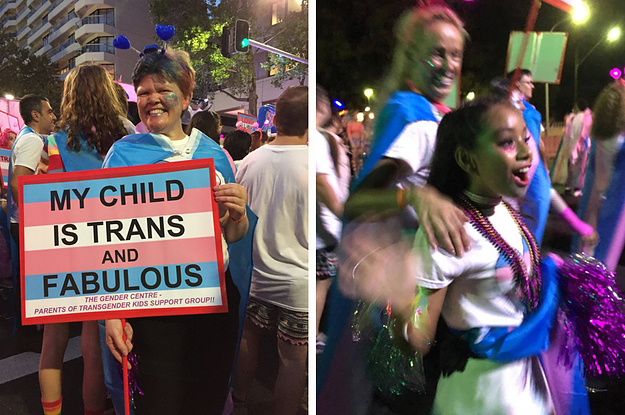 MY CHILD
IS TRANS
AND
FABULOUS
THE GENDER CENTRE -
PARENTS OF TRANSGENDER KIDS SUPPORT GROUP!!